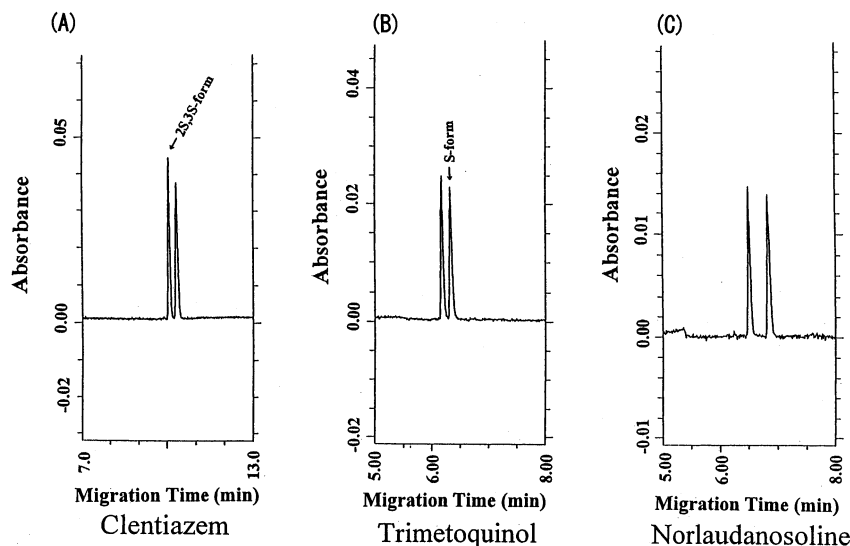 (A)
(B)
(C)
Absorbance
0.05
0.00
-0.02
← 2S,3S-form
7.0
13.0
Migration Time (min)
Clentiazem
Absorbance
0.04
0.02
0.00
-0.02
← S-form
5.00
6.00
8.00
Migration Time (min)
Trimetoquinol
Absorbance
0.02
0.01
0.00
-0.01
5.00
6.00
8.00
Migration Time (min)
Norlaudanosoline